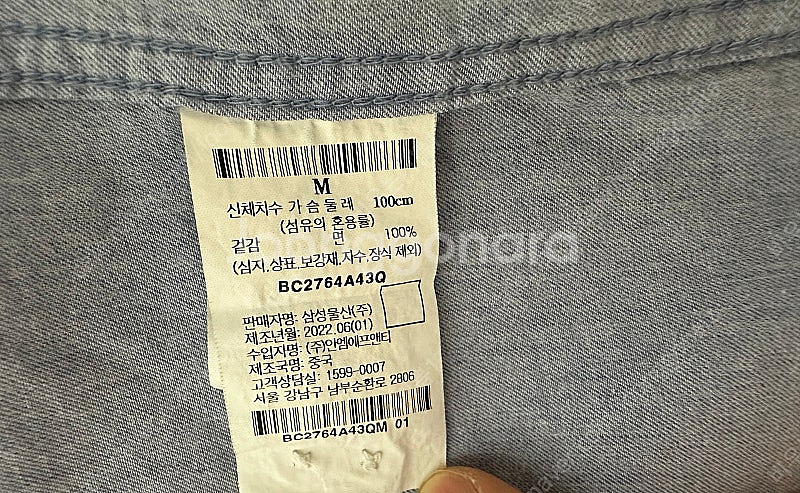 M
신체치수 가슴둘레 100cm
(섬유의 혼용률)
겉감 면 100%
(심지,상표,보강재,자수,장식 제외)
BC2764A43Q
판매자명: 삼성물산(주)
제조년월: 2022.06(01)
수입자명: (주)안엠에프앤티
제조국명: 중국
고객상담실: 1599-0007
서울 강남구 남부순환로 2806
BC2764A43QM 01